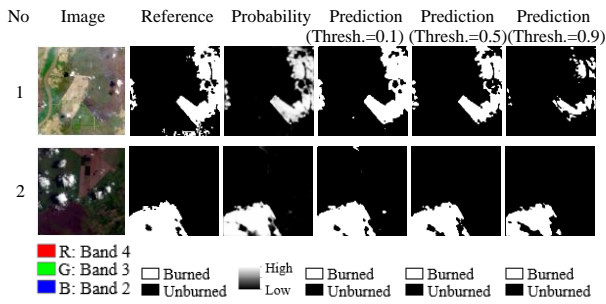 No Image Reference Probability Prediction Prediction Prediction
(Thresh.=0.1) (Thresh.=0.5) (Thresh.=0.9)
1
2
R: Band 4
G: Band 3
B: Band 2
Burned
Unburned
High
Low
Burned
Unburned
Burned
Unburned
Burned
Unburned